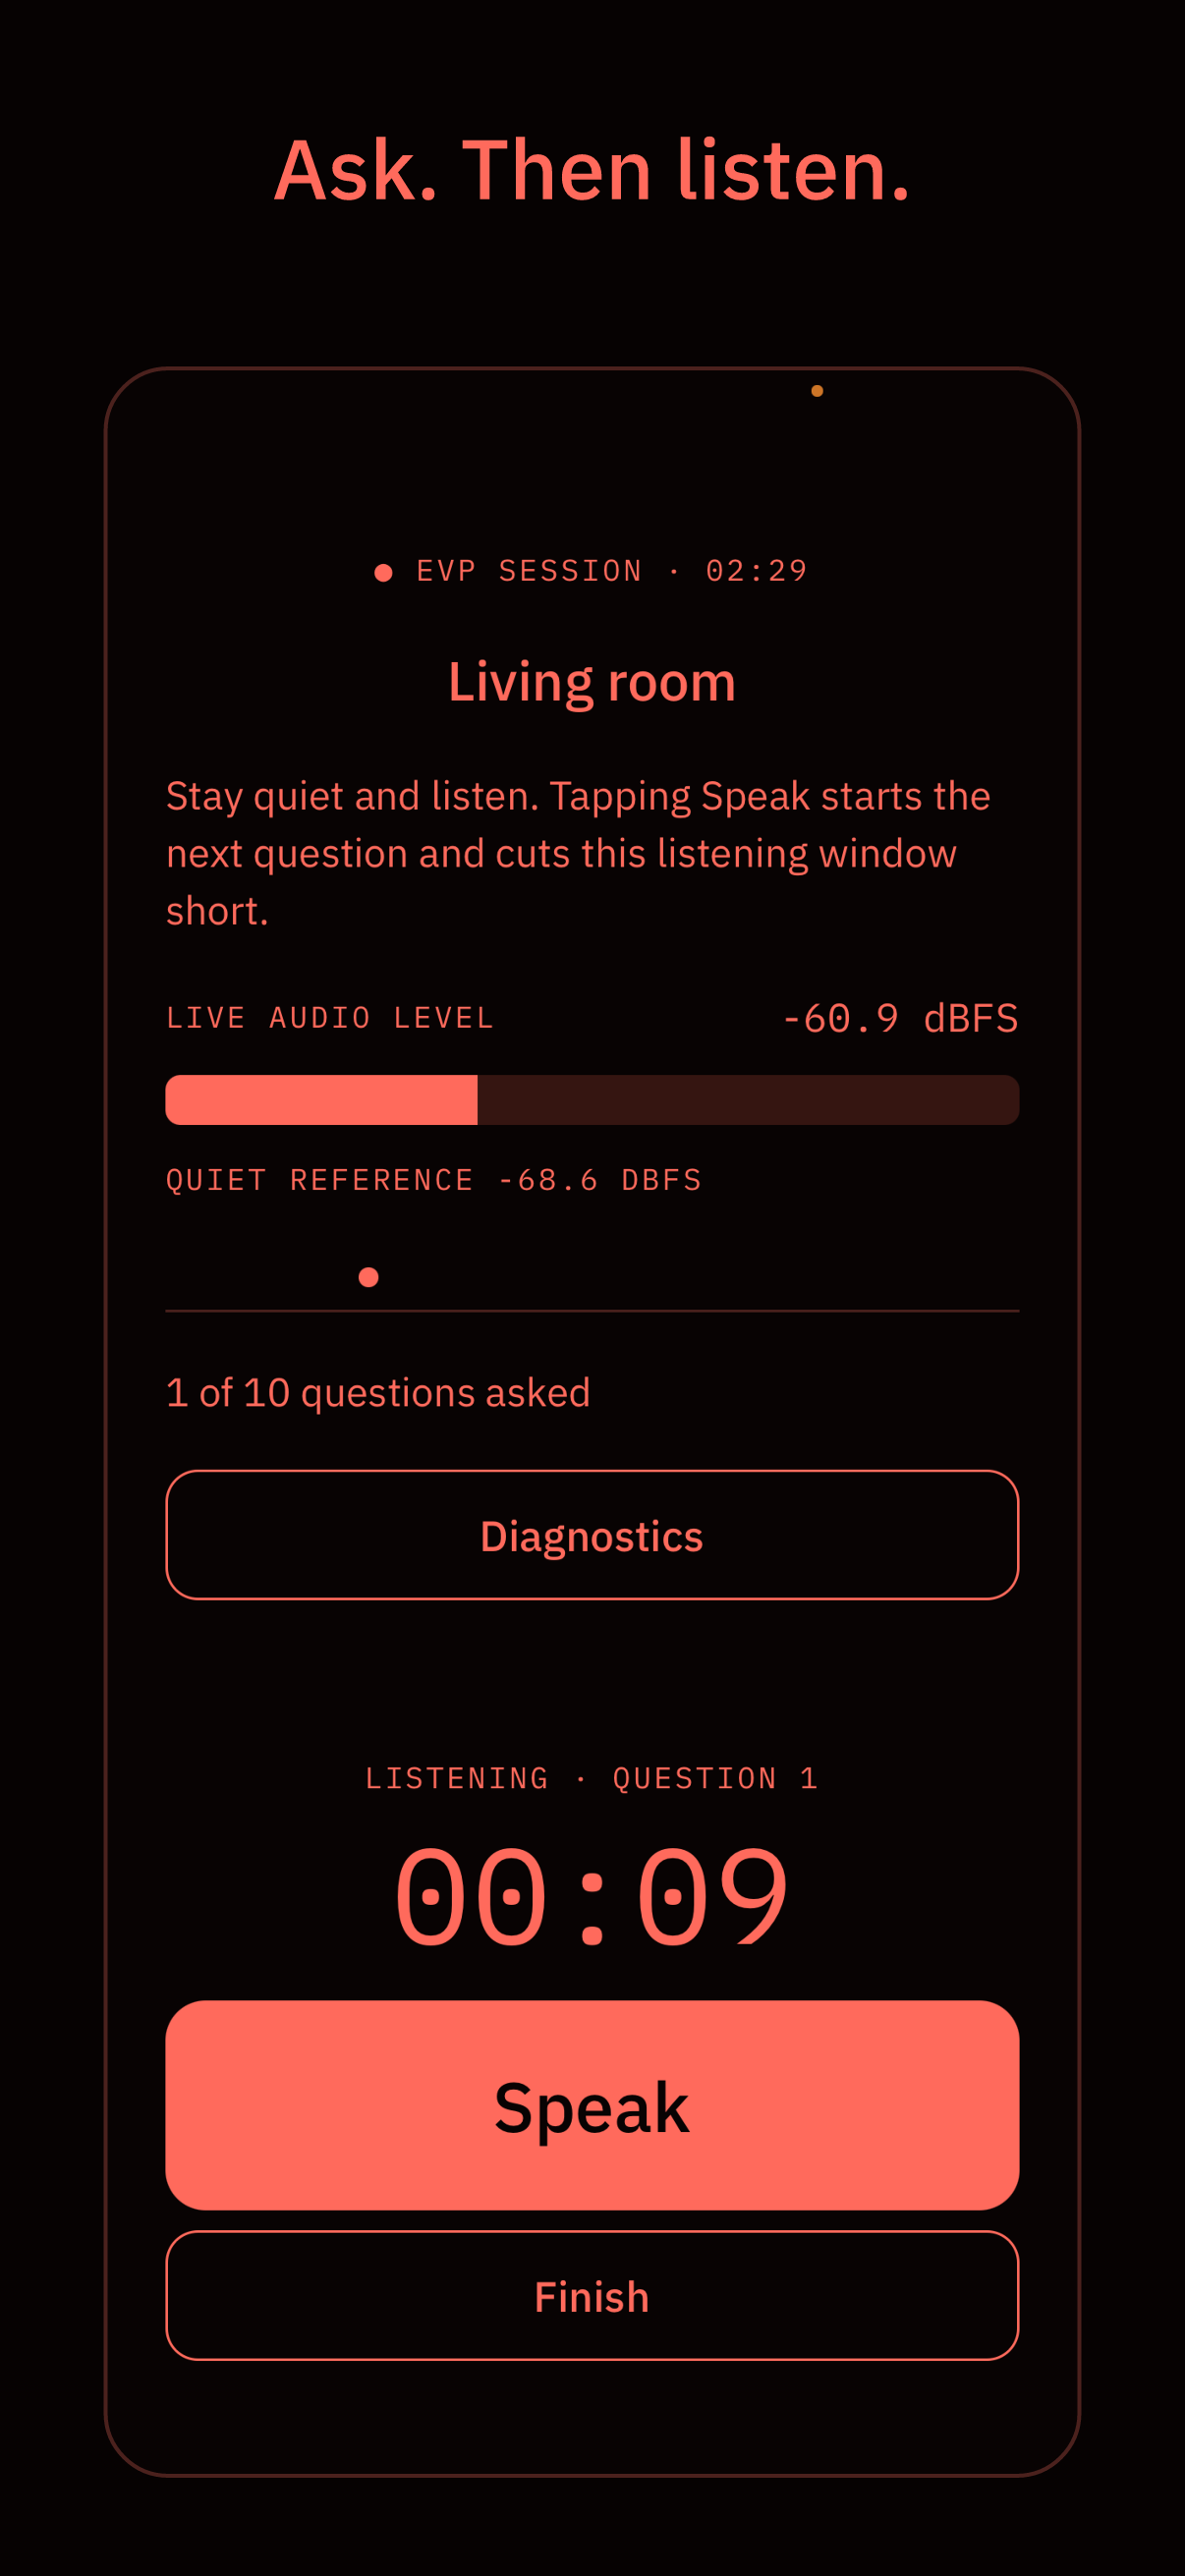 Ask. Then listen.
EVP SESSION · 02:29
Living room
Stay quiet and listen. Tapping Speak starts the
next question and cuts this listening window
short.
LIVE AUDIO LEVEL -60.9 dBFS
QUIET REFERENCE -68.6 DBFS
1 of 10 questions asked
Diagnostics
LISTENING · QUESTION 1
00:09
Speak
Finish